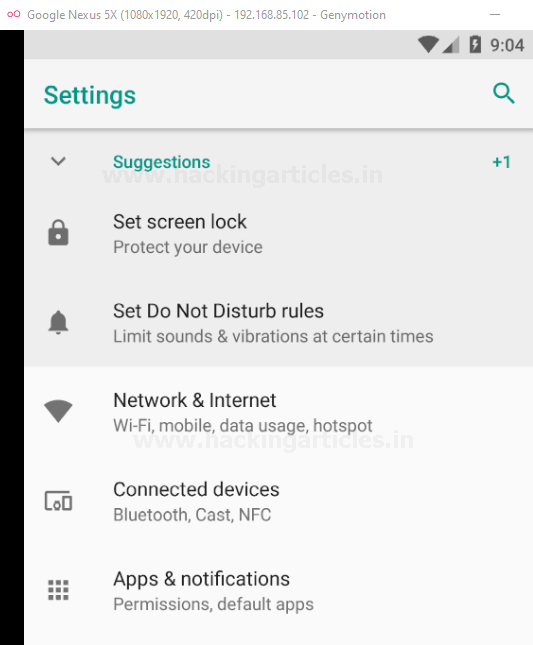 Google Nexus 5X (1080x1920, 420dpi) - 192.168.85.102 - Genymotion
9:04
Settings
Suggestions +1
www.hackingarticles.in
Set screen lock
Protect your device
Set Do Not Disturb rules
Limit sounds & vibrations at certain times
Network & Internet
Wi-Fi, mobile, data usage, hotspot
www.hackingarticles.in
Connected devices
Bluetooth, Cast, NFC
Apps & notifications
Permissions, default apps